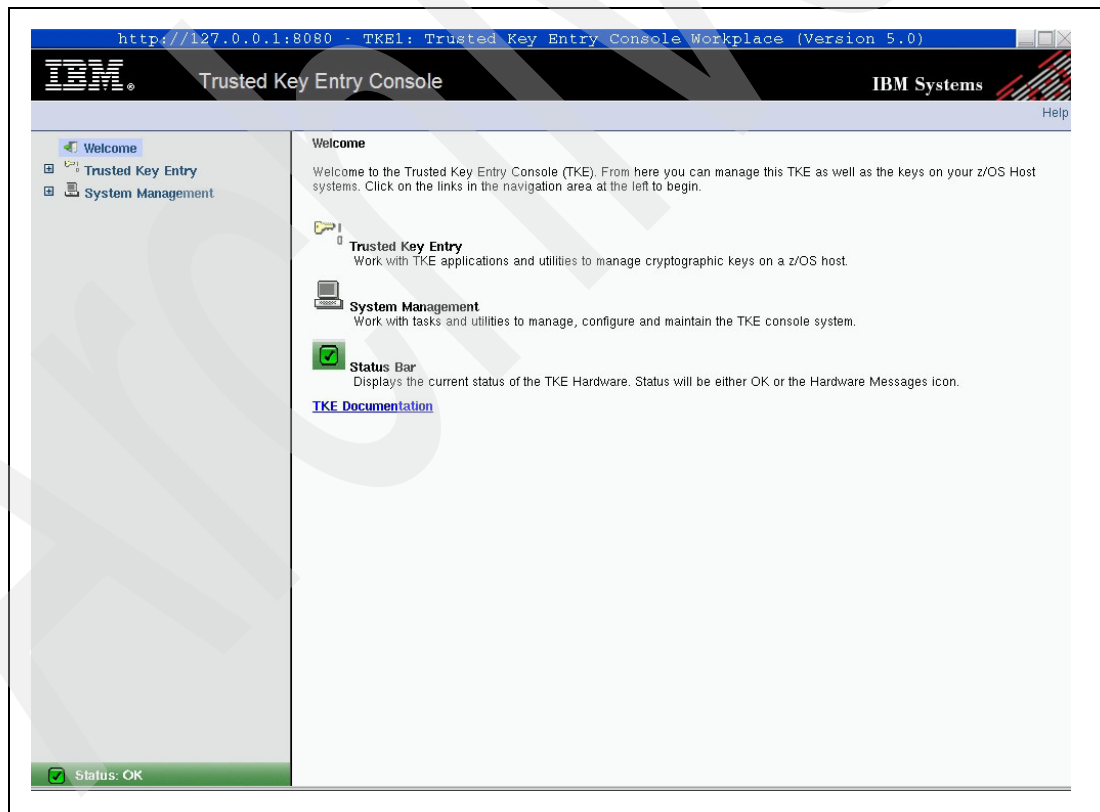 http://127.0.0.1:8080 - TKE1: Trusted Key Entry Console Workplace (Version 5.0)
IBM®
Trusted Key Entry Console
IBM Systems
Help
Welcome
Trusted Key Entry
System Management
Welcome
Welcome to the Trusted Key Entry Console (TKE). From here you can manage this TKE as well as the keys on your z/OS Host
systems. Click on the links in the navigation area at the left to begin.
Trusted Key Entry
Work with TKE applications and utilities to manage cryptographic keys on a z/OS host.
System Management
Work with tasks and utilities to manage, configure and maintain the TKE console system.
Status Bar
Displays the current status of the TKE Hardware. Status will be either OK or the Hardware Messages icon.
TKE Documentation
Status: OK